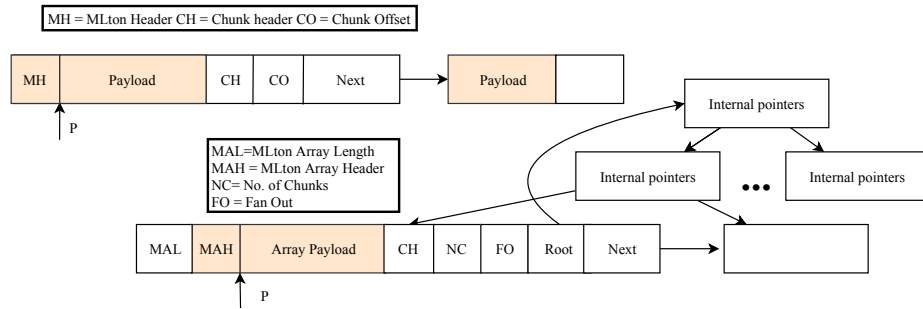 MH = MLton Header CH = Chunk header CO = Chunk Offset
MH Payload CH CO Next Payload
P
Internal pointers
MAL=MLton Array Length
MAH = MLton Array Header
NC= No. of Chunks
FO = Fan Out
Internal pointers Internal pointers
MAL MAH Array Payload CH NC FO Root Next
P